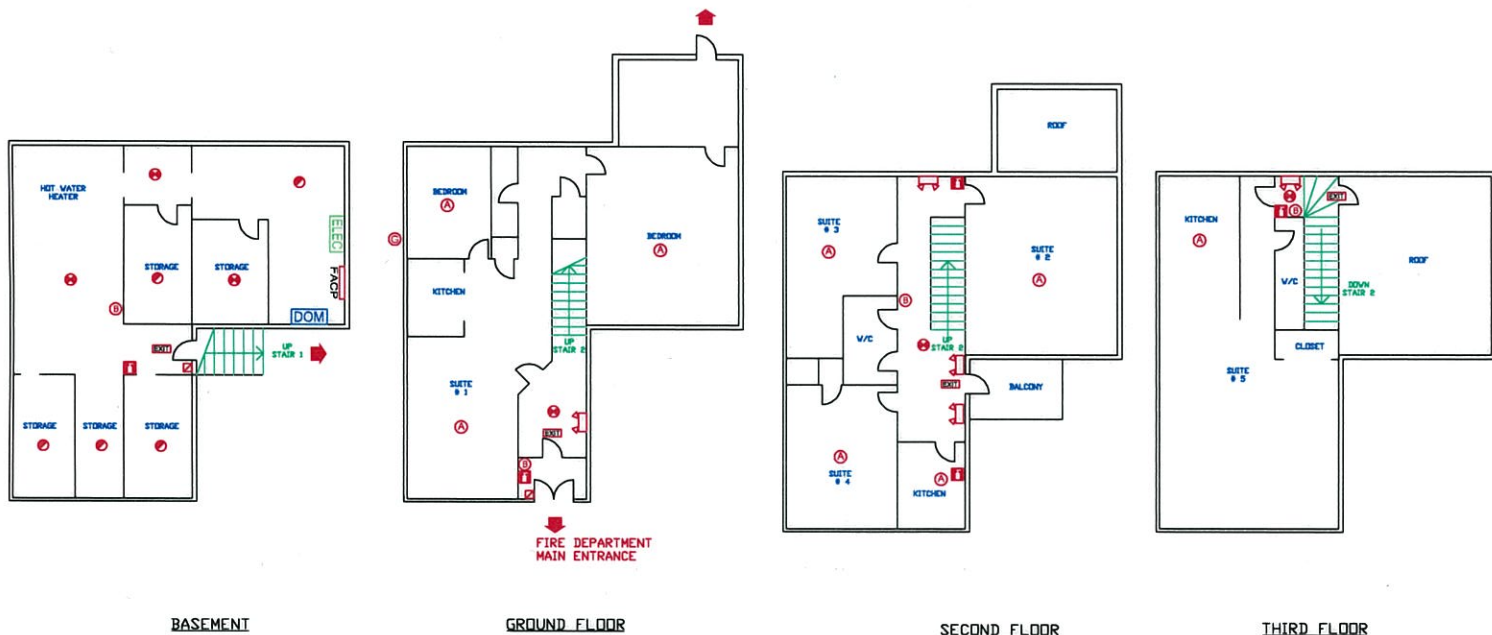 HOT WATER
HEATER
ELEC
FACP
STORAGE
STORAGE
B
DOM
EXIT
UP
STAIR 1
STORAGE
STORAGE
STORAGE
BASEMENT
BEDROOM
A
G
BEDROOM
A
KITCHEN
UP
STAIR 2
SUITE
# 1
A
EXIT
B
FIRE DEPARTMENT
MAIN ENTRANCE
GROUND FLOOR
ROOF
SUITE
# 3
A
SUITE
# 2
A
B
W/C
UP
STAIR 2
EXIT
BALCONY
A
SUITE
# 4
A
KITCHEN
SECOND FLOOR
EXIT
B
KITCHEN
A
W/C
DOWN
STAIR 2
ROOF
CLOSET
SUITE
# 5
THIRD FLOOR